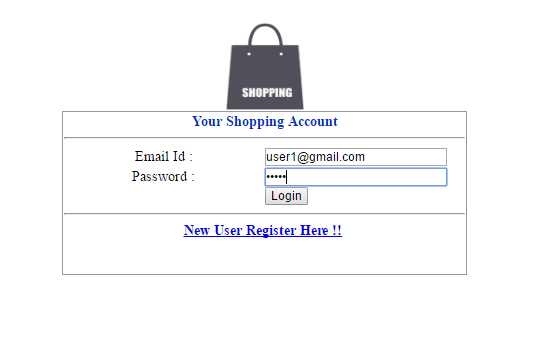 SHOPPING
Your Shopping Account
Email Id : user1@gmail.com
Password : •••••
Login
New User Register Here !!